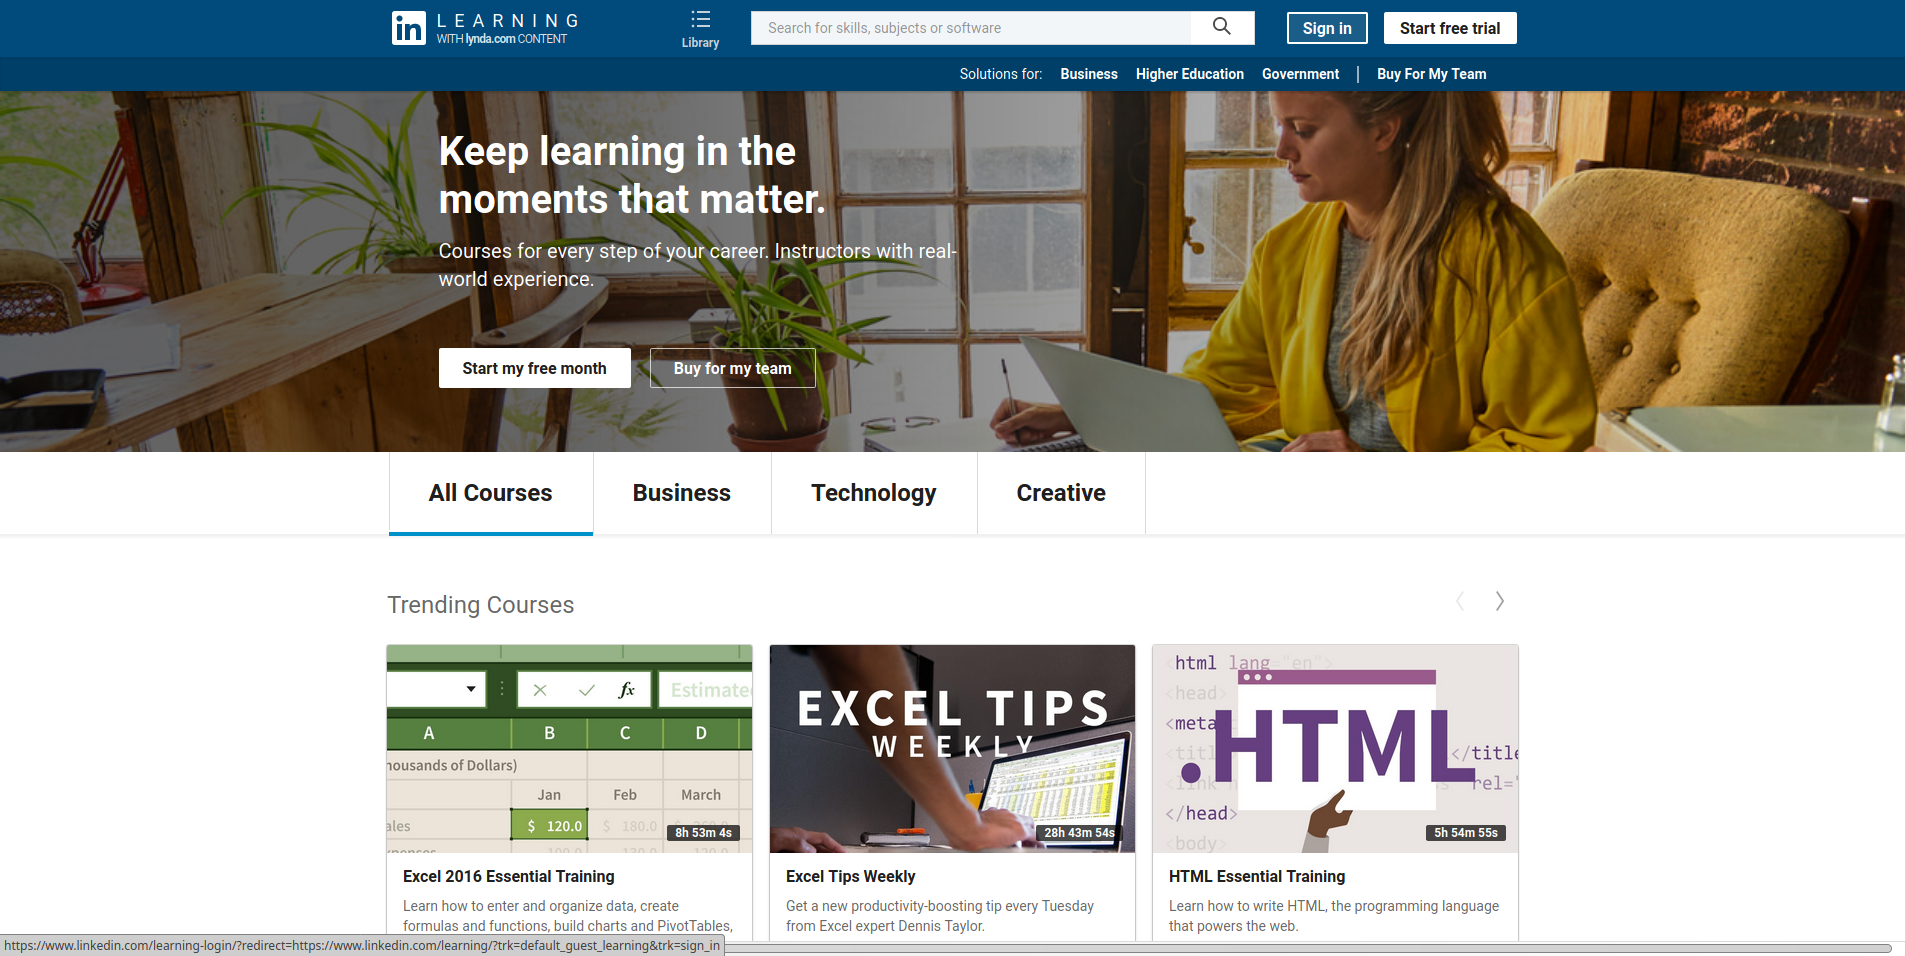 in LEARNING
WITH lynda.com CONTENT
Library
Search for skills, subjects or software
Sign in
Start free trial
Solutions for: Business Higher Education Government | Buy For My Team
Keep learning in the
moments that matter.
Courses for every step of your career. Instructors with real-
world experience.
Start my free month
Buy for my team
All Courses
Business
Technology
Creative
Trending Courses
fx
Estimate
A B C D
housands of Dollars)
Jan Feb March
ales $ 120.0 $ 180.0
8h 53m 4s
Excel 2016 Essential Training
Learn how to enter and organize data, create
formulas and functions, build charts and PivotTables,
EXCEL TIPS
WEEKLY
28h 43m 54s
Excel Tips Weekly
Get a new productivity-boosting tip every Tuesday
from Excel expert Dennis Taylor.
<html lang="en">
<head>
<meta
<titl </title
.HTML
<link rel="
</head>
<body>
5h 54m 55s
HTML Essential Training
Learn how to write HTML, the programming language
that powers the web.
https://www.linkedin.com/learning-login/?redirect=https://www.linkedin.com/learning/?trk=default_guest_learning&trk=sign_in